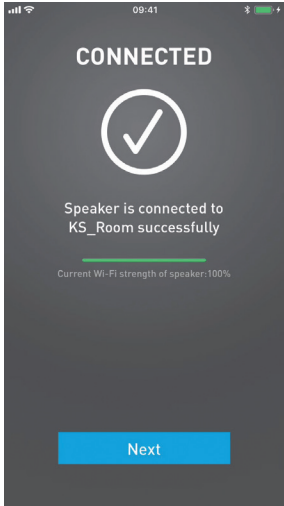 09:41
CONNECTED
Speaker is connected to
KS_Room successfully
Current Wi-Fi strength of speaker:100%
Next